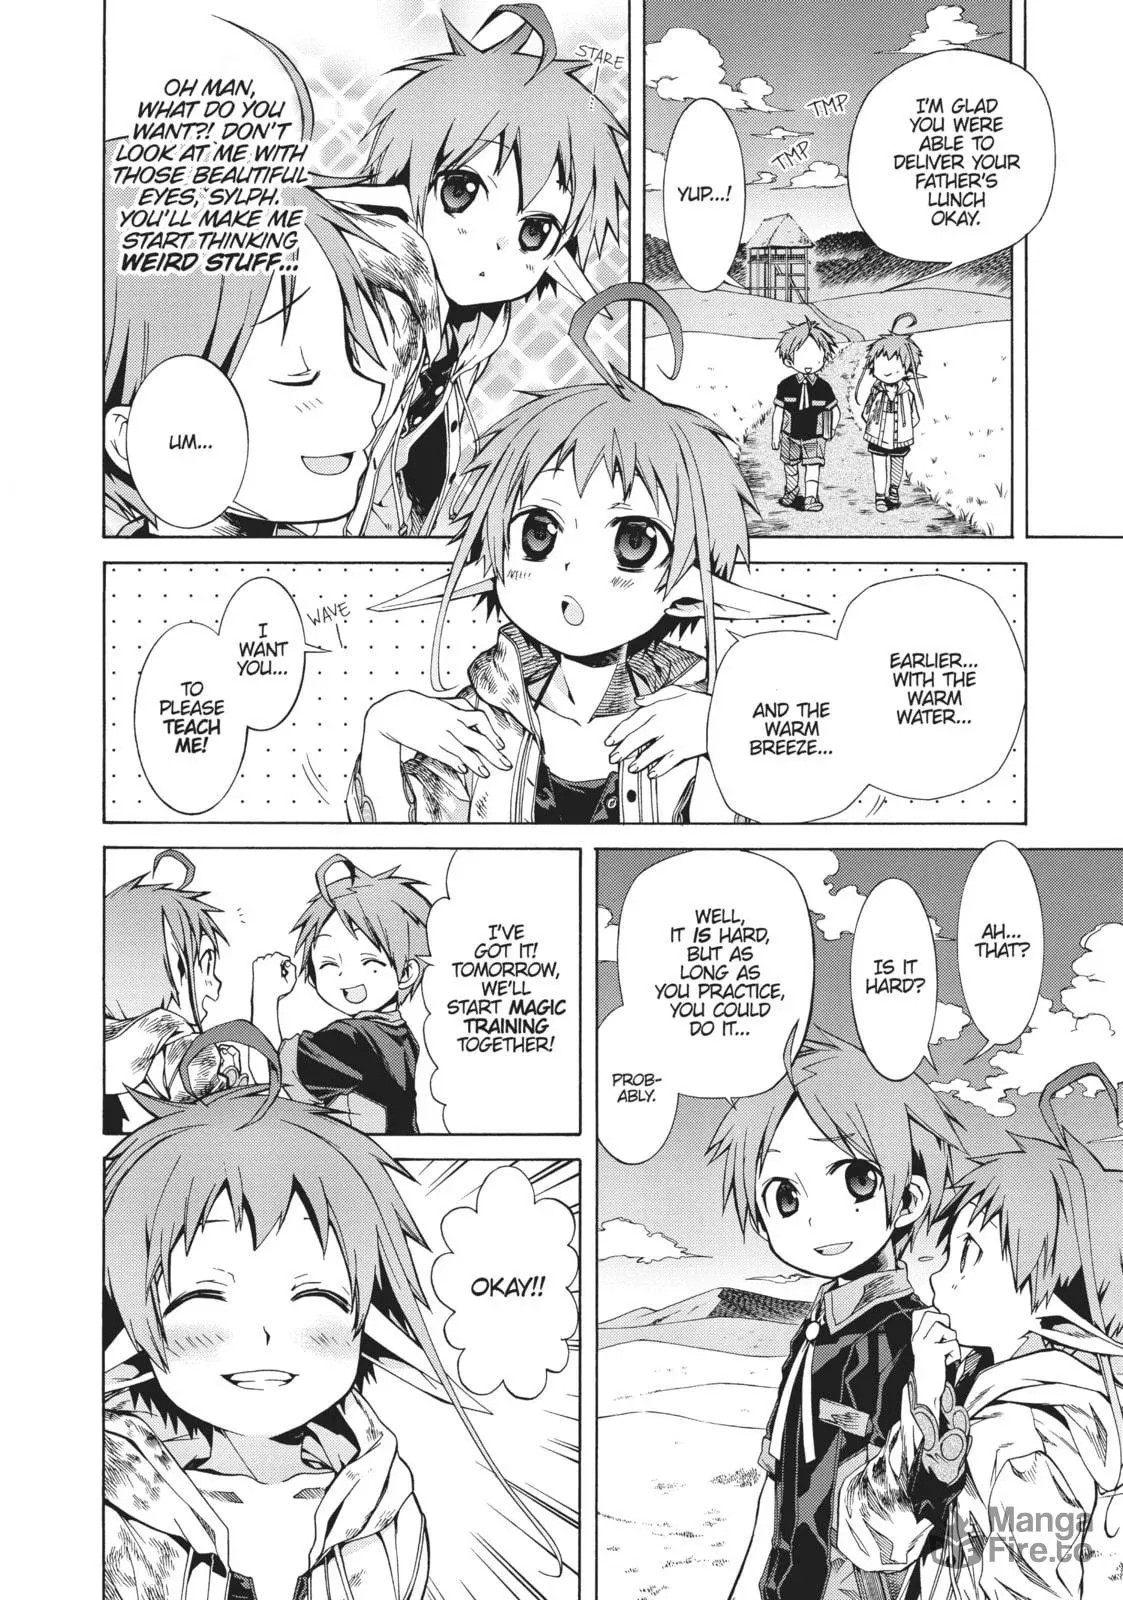 I'M GLAD
YOU WERE
ABLE TO
DELIVER YOUR
FATHER'S
LUNCH
OKAY.
TMP
TMP
YUP...!
STARE
OH MAN,
WHAT DO YOU
WANT?! DON'T
LOOK AT ME WITH
THOSE BEAUTIFUL
EYES, SYLPH.
YOU'LL MAKE ME
START THINKING
WEIRD STUFF...
UM...
EARLIER...
WITH THE
WARM
WATER...
AND THE
WARM
BREEZE...
WAVE
I
WANT
YOU...
TO
PLEASE
TEACH
ME!
AH...
THAT?
IS IT
HARD?
WELL,
IT IS HARD,
BUT AS
LONG AS
YOU PRACTICE,
YOU COULD
DO IT...
PROB-
ABLY.
I'VE
GOT IT!
TOMORROW,
WE'LL
START MAGIC
TRAINING
TOGETHER!
OKAY!!
Manga
Fire.to